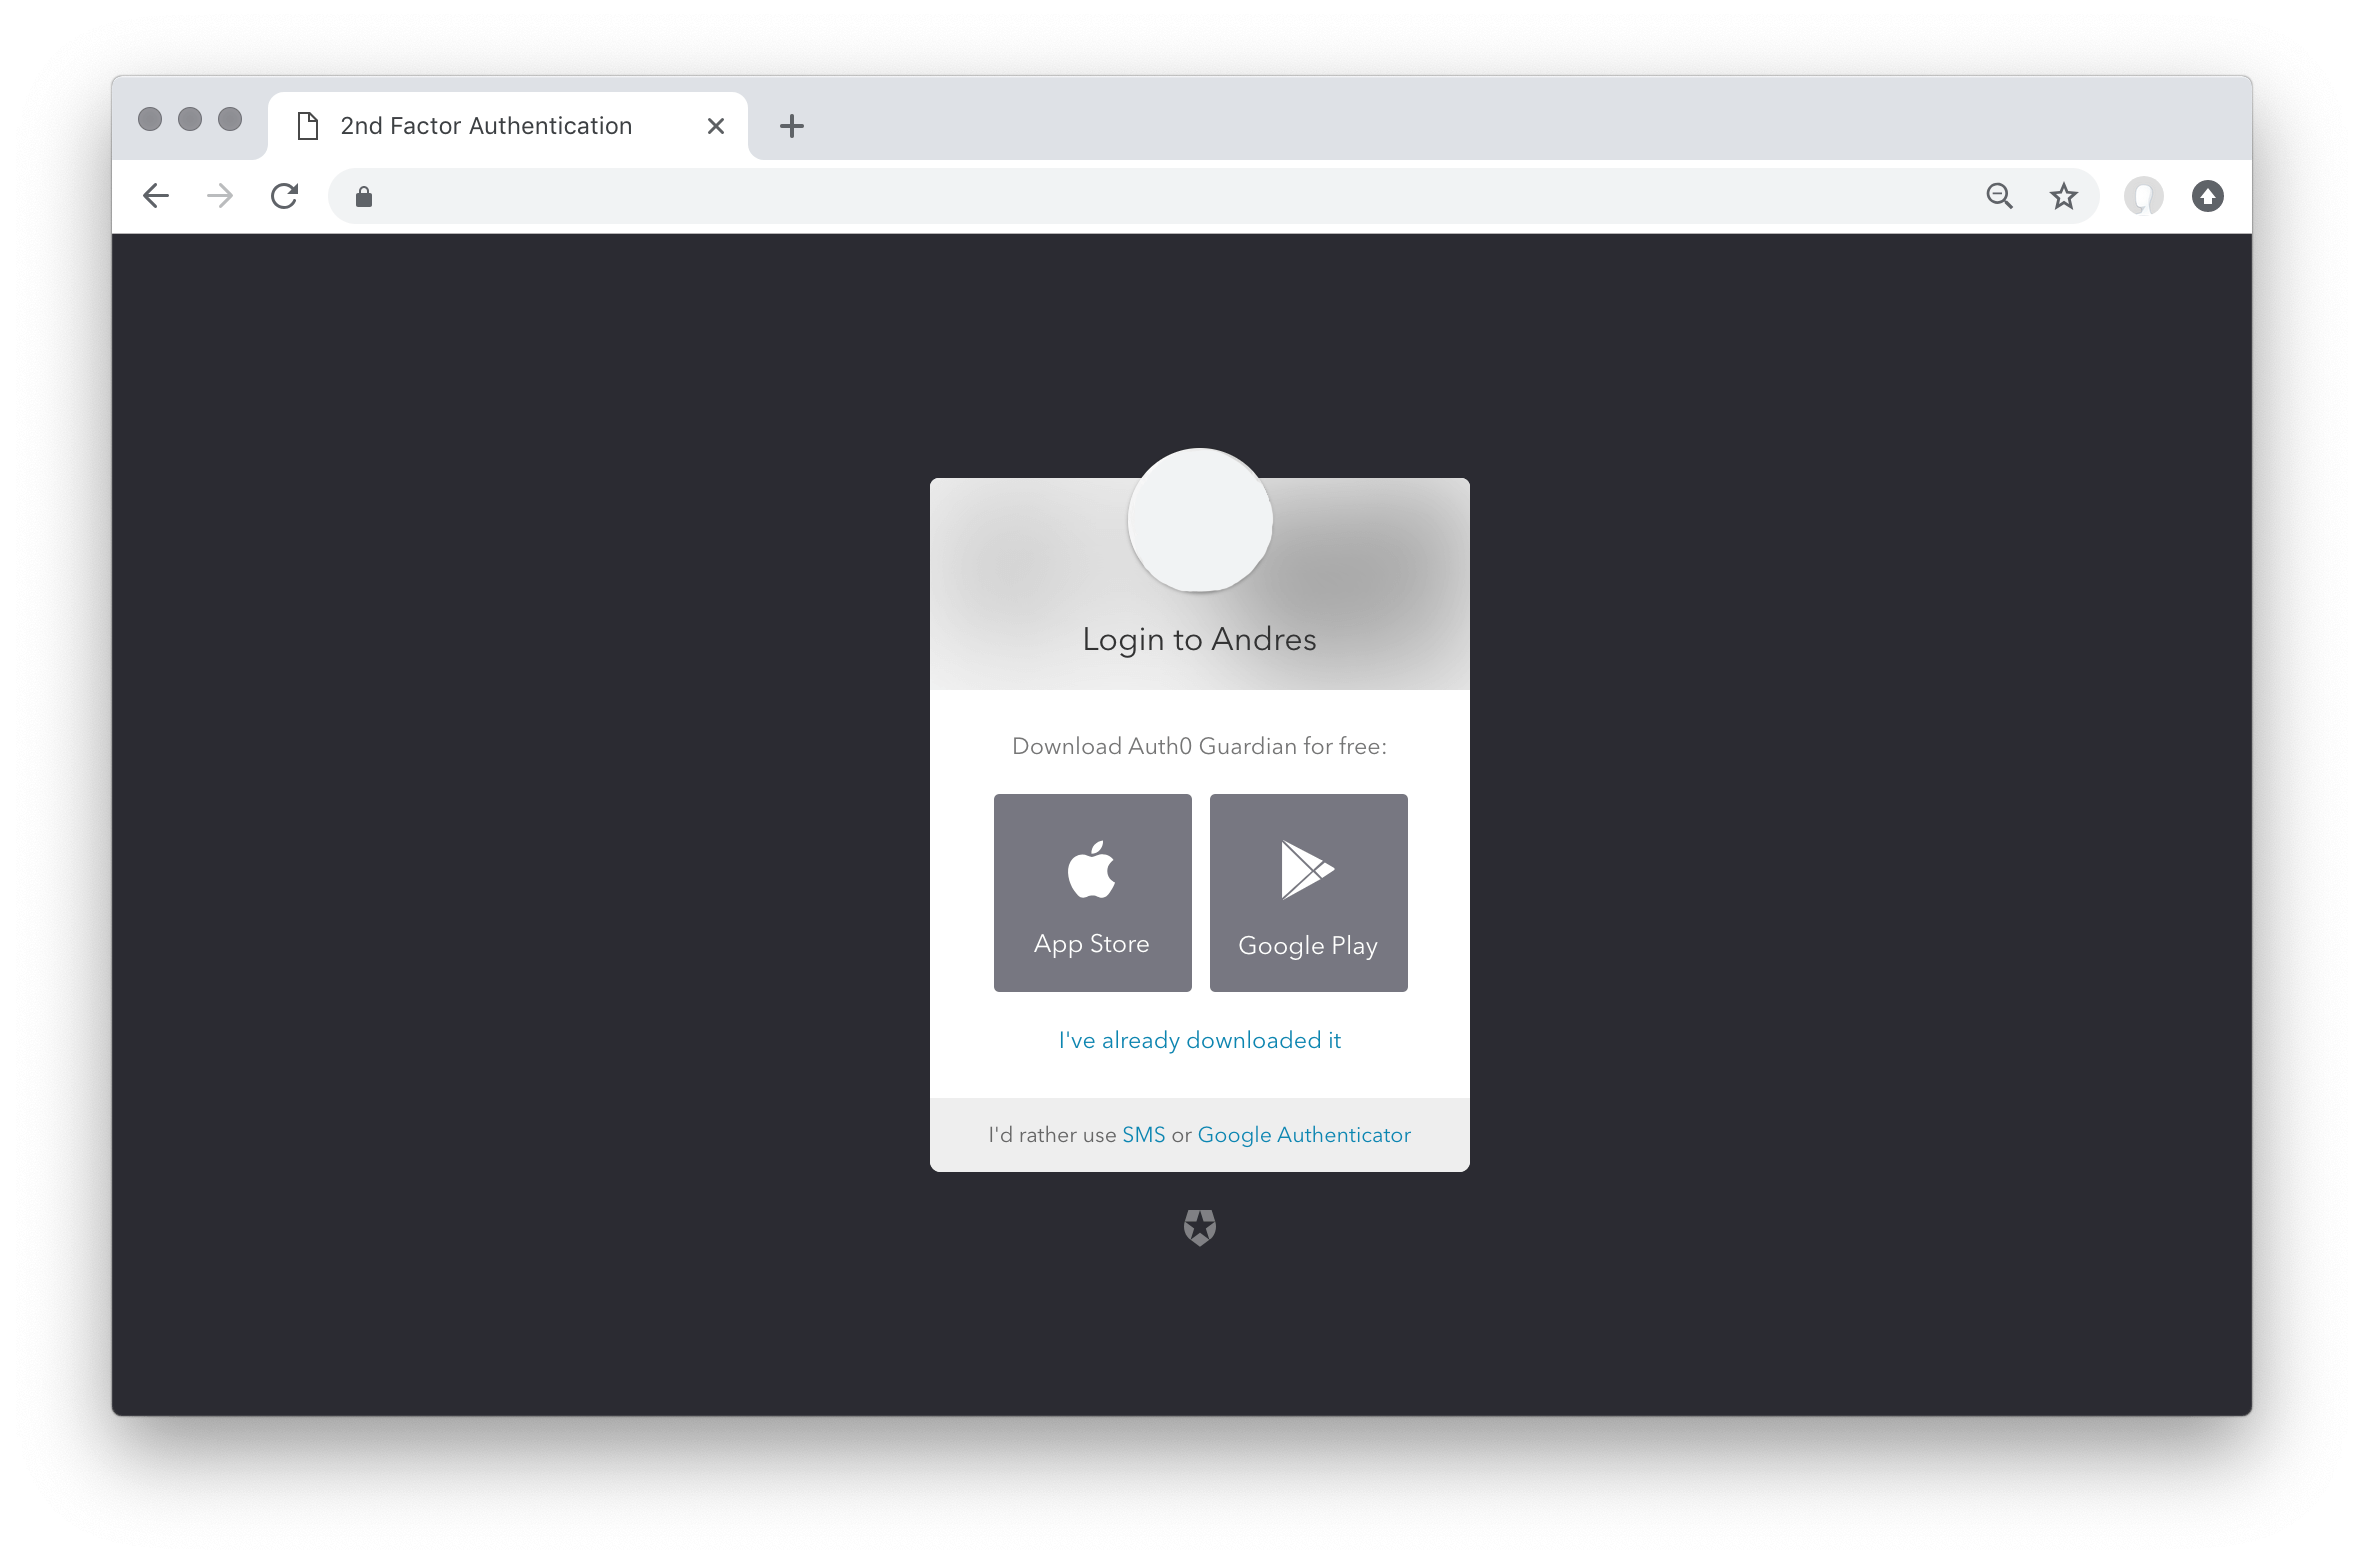 2nd Factor Authentication
Login to Andres
Download Auth0 Guardian for free:
App Store
Google Play
I've already downloaded it
I'd rather use SMS or Google Authenticator